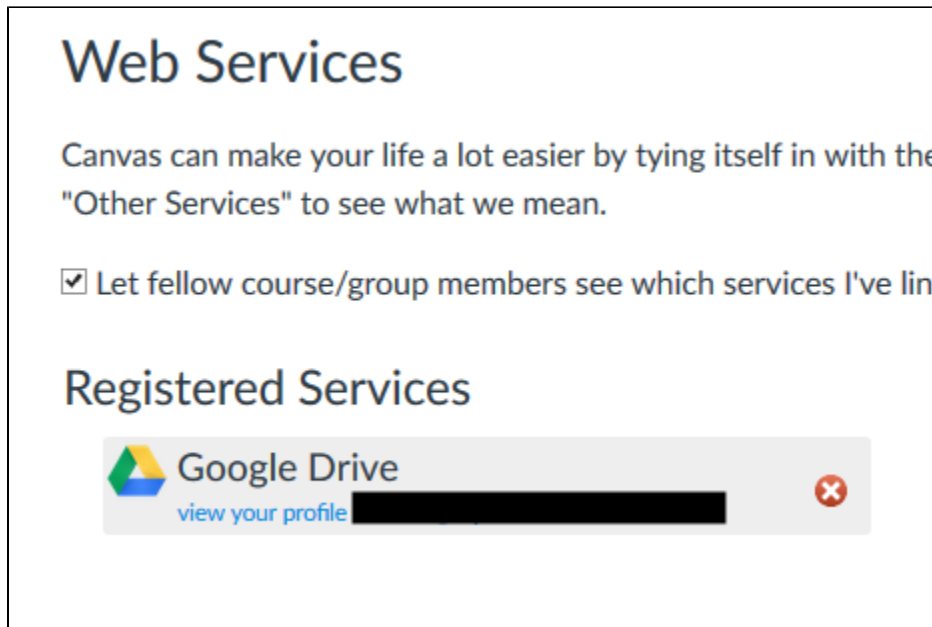 Web Services
Canvas can make your life a lot easier by tying itself in with the
"Other Services" to see what we mean.
Let fellow course/group members see which services I've lin
Registered Services
Google Drive
view your profile